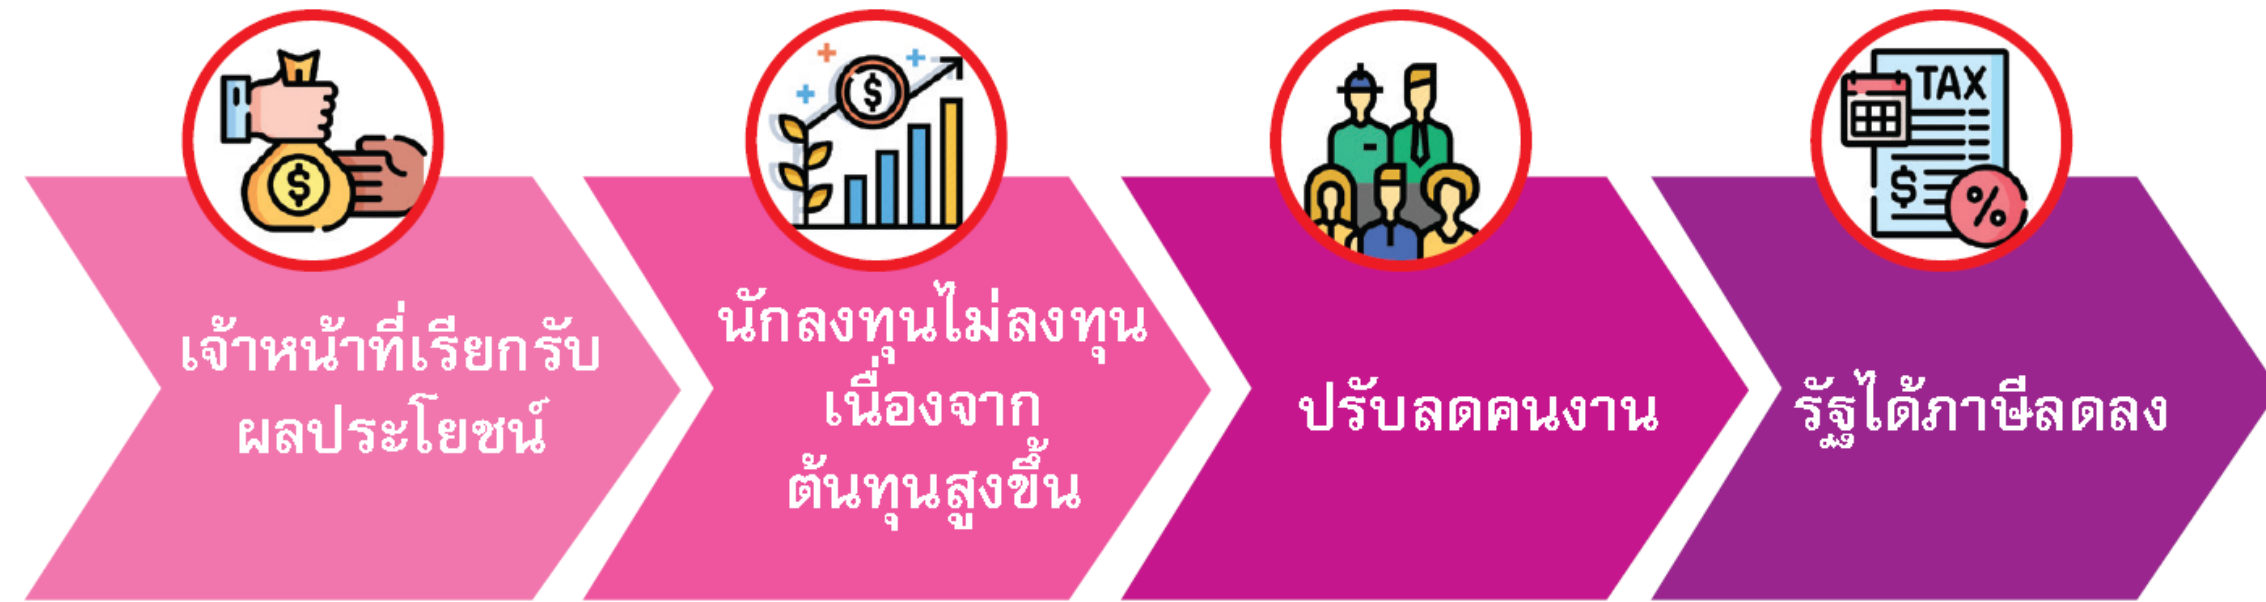 เจ้าหน้าที่เรียกรับ
ผลประโยชน์
นักลงทุนไม่ลงทุน
เนื่องจาก
ต้นทุนสูงขึ้น
ปรับลดคนงาน
TAX
$
%
รัฐได้ภาษีลดลง
$
$